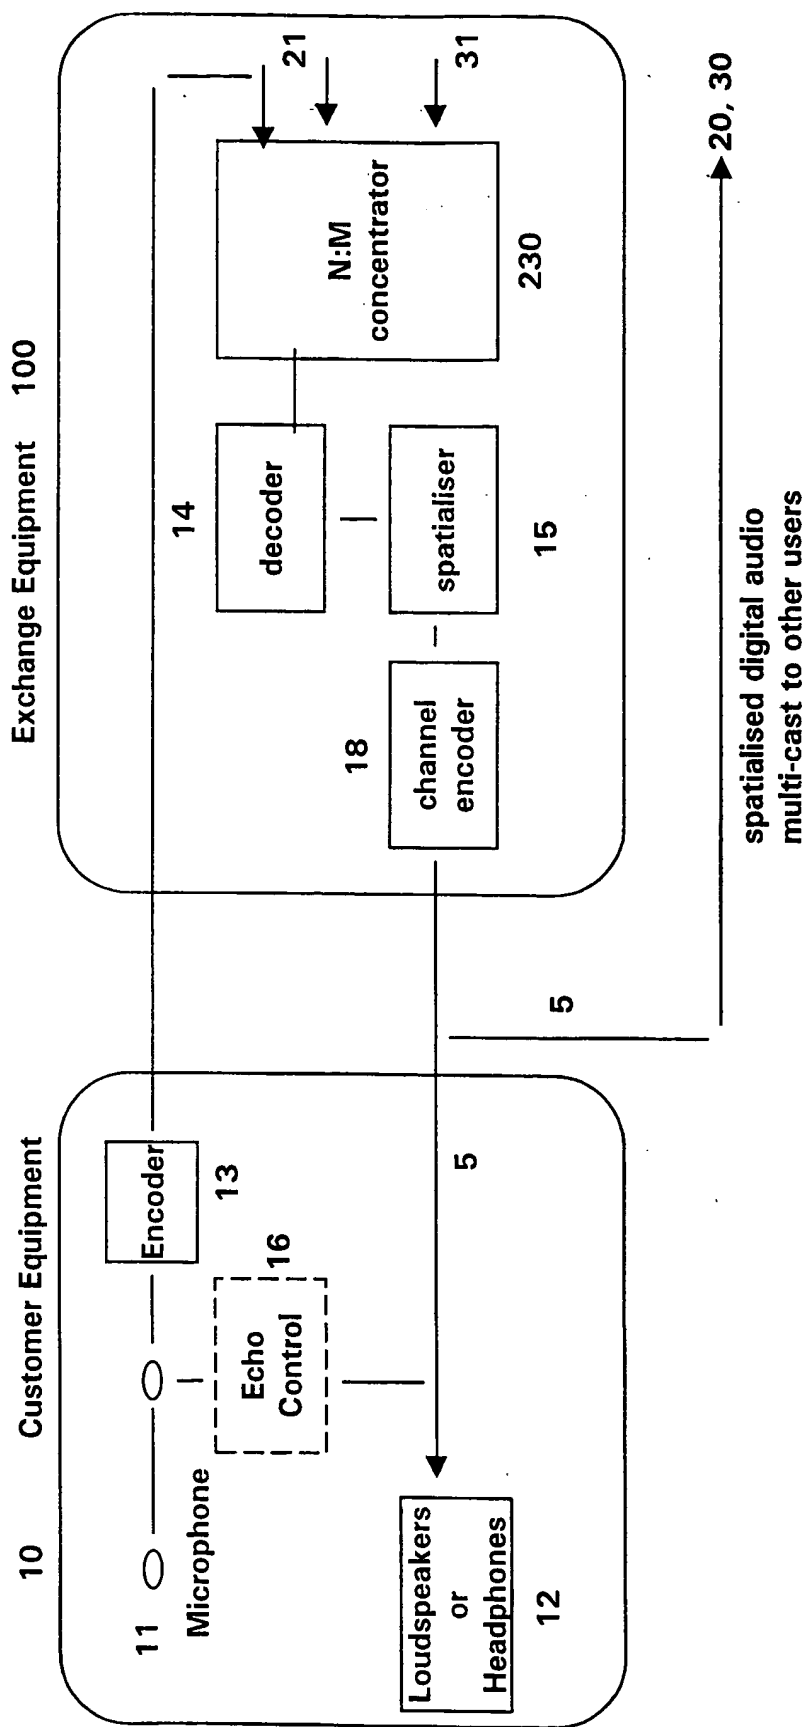 10 Customer Equipment
11
Microphone
Encoder
13
Echo
Control
16
Loudspeakers
or
Headphones
12
5
5
Exchange Equipment 100
14
decoder
18
channel
encoder
spatialiser
15
N:M
concentrator
230
21
31
20, 30
spatialised digital audio
multi-cast to other users